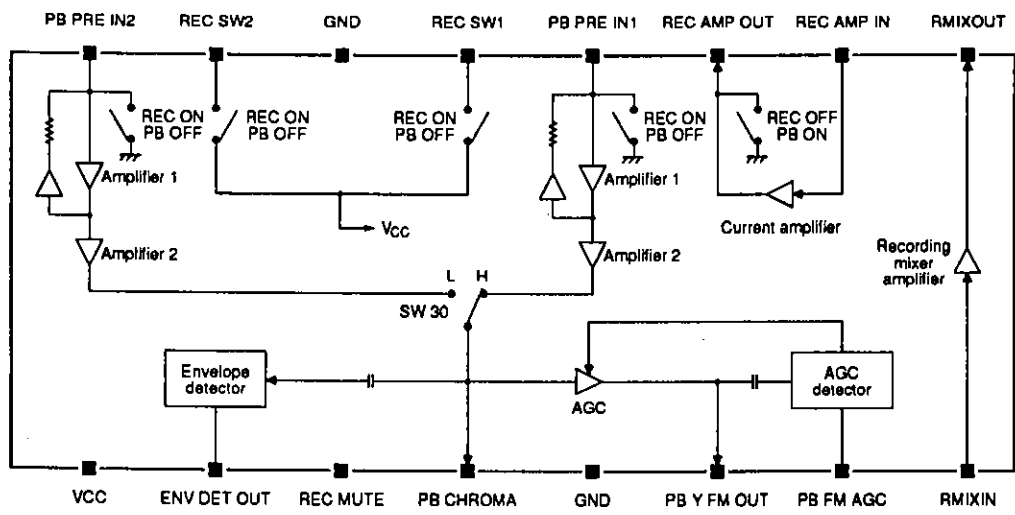 PB PRE IN2
REC SW2
GND
REC SW1
PB PRE IN1
REC AMP OUT
REC AMP IN
RMIXOUT
REC ON
PB OFF
REC ON
PB OFF
REC ON
PB OFF
REC ON
PB OFF
REC OFF
PB ON
Amplifier 1
Amplifier 1
VCC
Current amplifier
Amplifier 2
Amplifier 2
Recording
mixer
amplifier
L
H
SW 30
Envelope
detector
AGC
AGC
detector
VCC
ENV DET OUT
REC MUTE
PB CHROMA
GND
PB Y FM OUT
PB FM AGC
RMIXIN